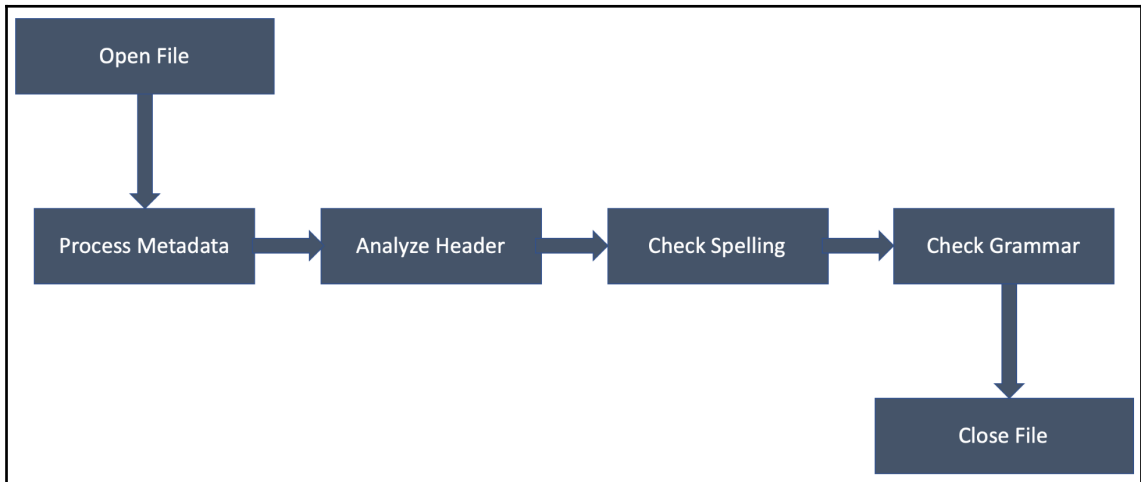 Open File
Process Metadata
Analyze Header
Check Spelling
Check Grammar
Close File